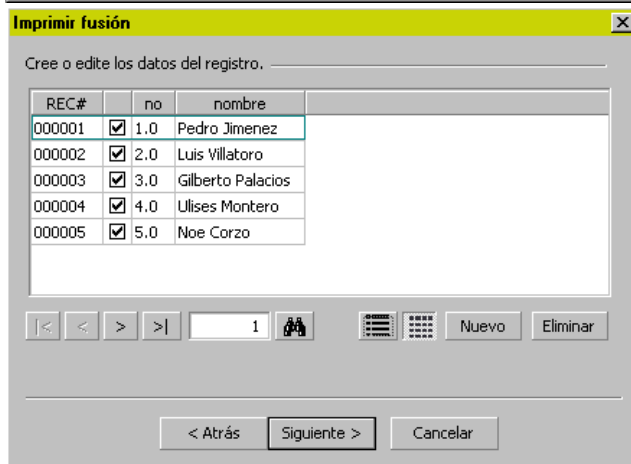 Imprimir fusión
Cree o edite los datos del registro.
REC# no nombre
000001 1.0 Pedro Jimenez
000002 2.0 Luis Villatoro
000003 3.0 Gilberto Palacios
000004 4.0 Ulises Montero
000005 5.0 Noe Corzo
|< < > >| 1 Nuevo Eliminar
< Atrás Siguiente > Cancelar